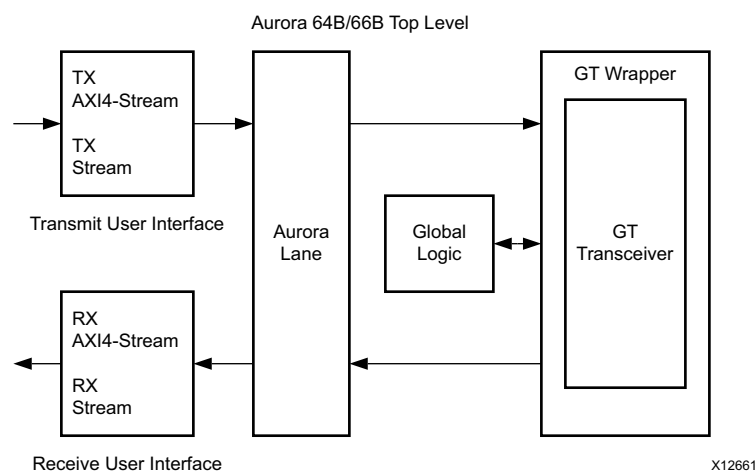 Aurora 64B/66B Top Level
TX
AXI4-Stream
TX
Stream
Transmit User Interface
Aurora
Lane
Global
Logic
GT Wrapper
GT
Transceiver
RX
AXI4-Stream
RX
Stream
Receive User Interface
X12661